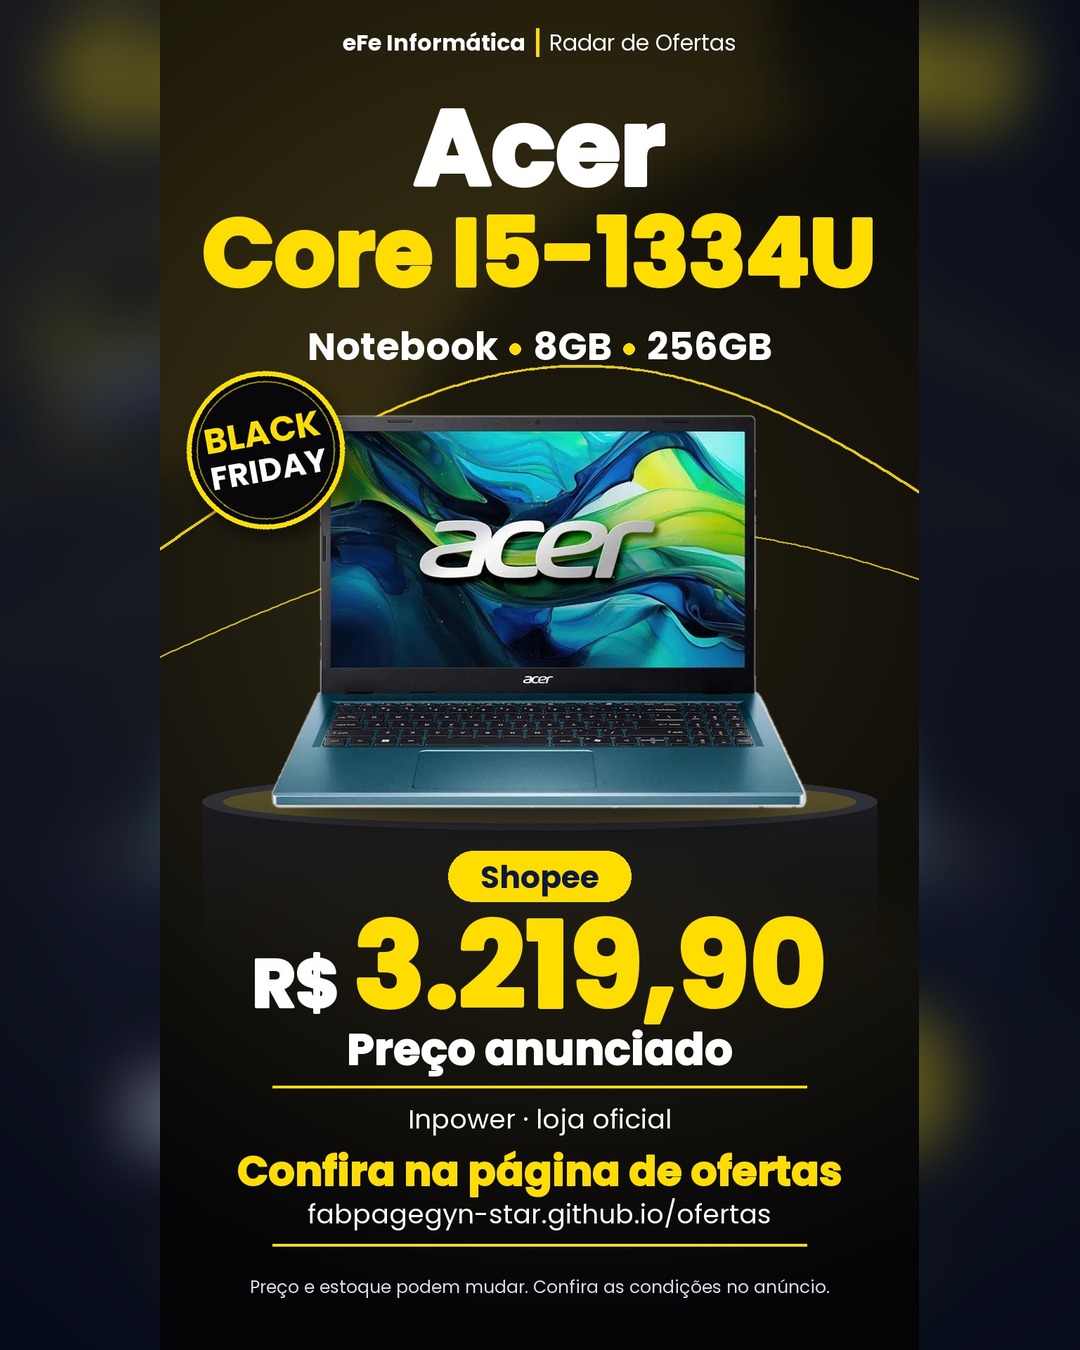 eFe Informática | Radar de Ofertas
Acer
Core I5-1334U
Notebook • 8GB • 256GB
BLACK
FRIDAY
acer
acer
Shopee
R$ 3.219,90
Preço anunciado
Inpower · loja oficial
Confira na página de ofertas
fabpagegyn-star.github.io/ofertas
Preço e estoque podem mudar. Confira as condições no anúncio.